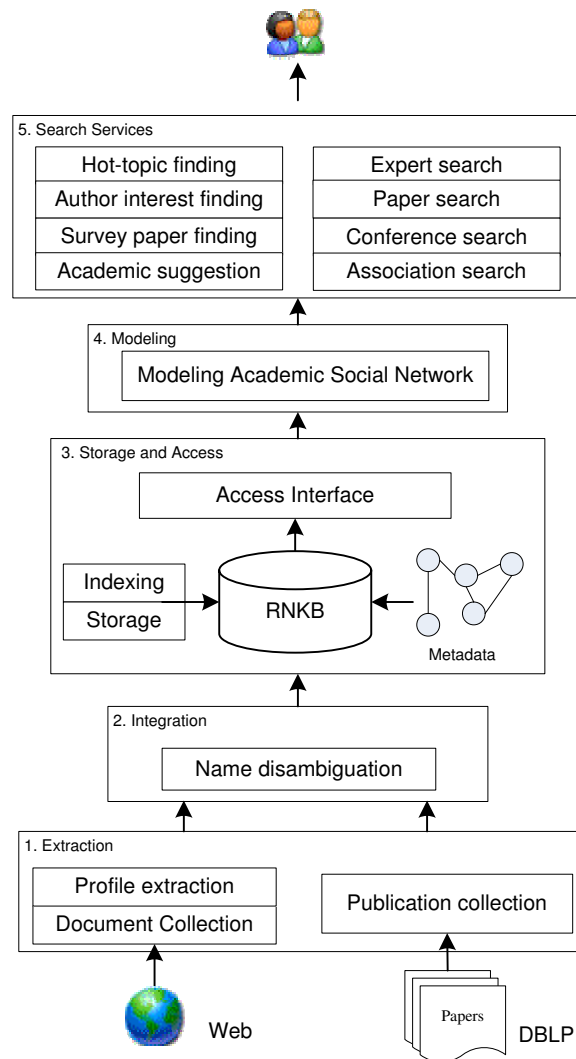 5. Search Services
Hot-topic finding
Author interest finding
Survey paper finding
Academic suggestion
Expert search
Paper search
Conference search
Association search
4. Modeling
Modeling Academic Social Network
3. Storage and Access
Access Interface
Indexing
Storage
RNKB
Metadata
2. Integration
Name disambiguation
1. Extraction
Profile extraction
Document Collection
Publication collection
Web
Papers
DBLP